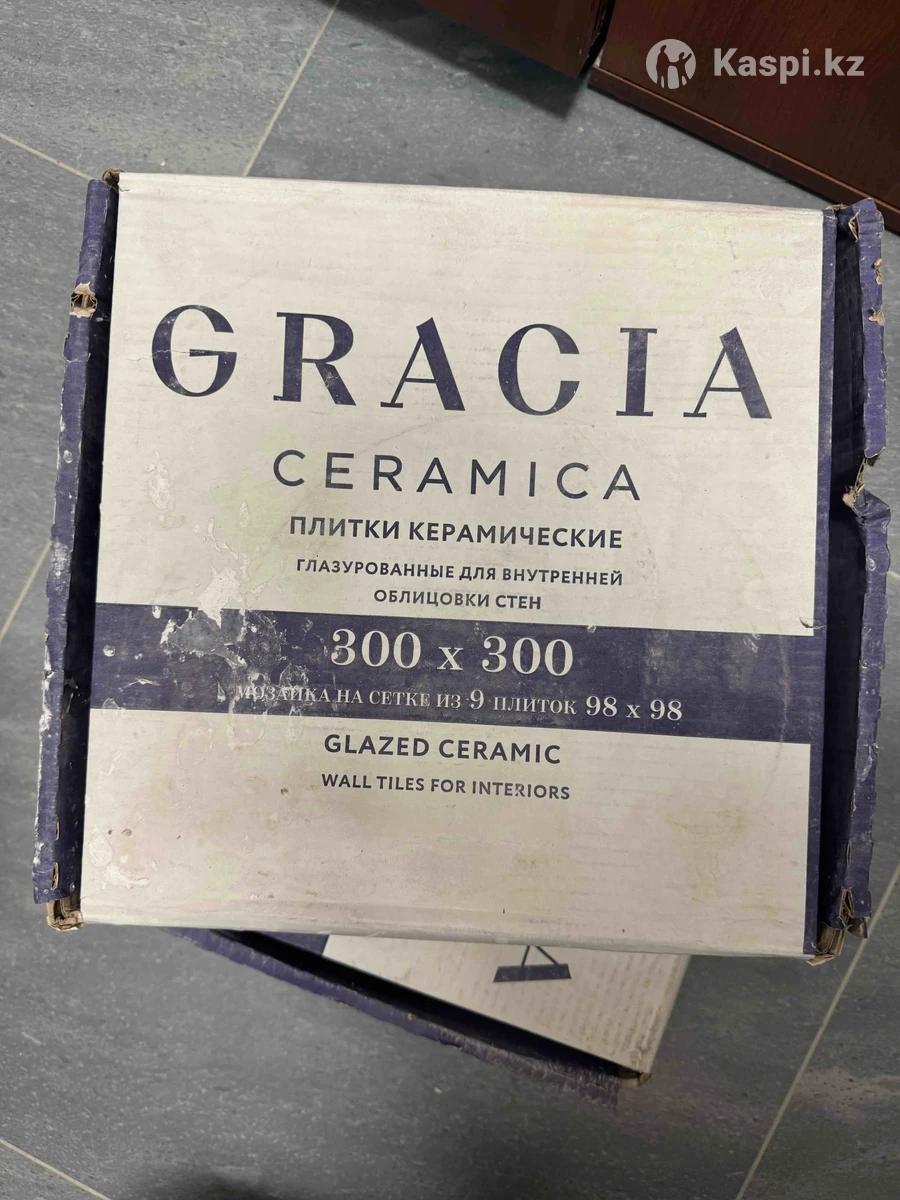 Kaspi.kz
GRACIA
CERAMICA
ПЛИТКИ КЕРАМИЧЕСКИЕ
ГЛАЗУРОВАННЫЕ ДЛЯ ВНУТРЕННЕЙ
ОБЛИЦОВКИ СТЕН
300 x 300
МОЗАИКА НА СЕТКЕ ИЗ 9 ПЛИТОК 98 x 98
GLAZED CERAMIC
WALL TILES FOR INTERIORS